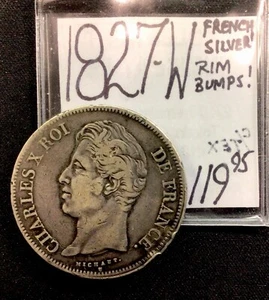 1827-W
FRENCH
SILVER
RIM
BUMPS!
119 95
CHARLES X ROI DE FRANCE.
MICHAUT.